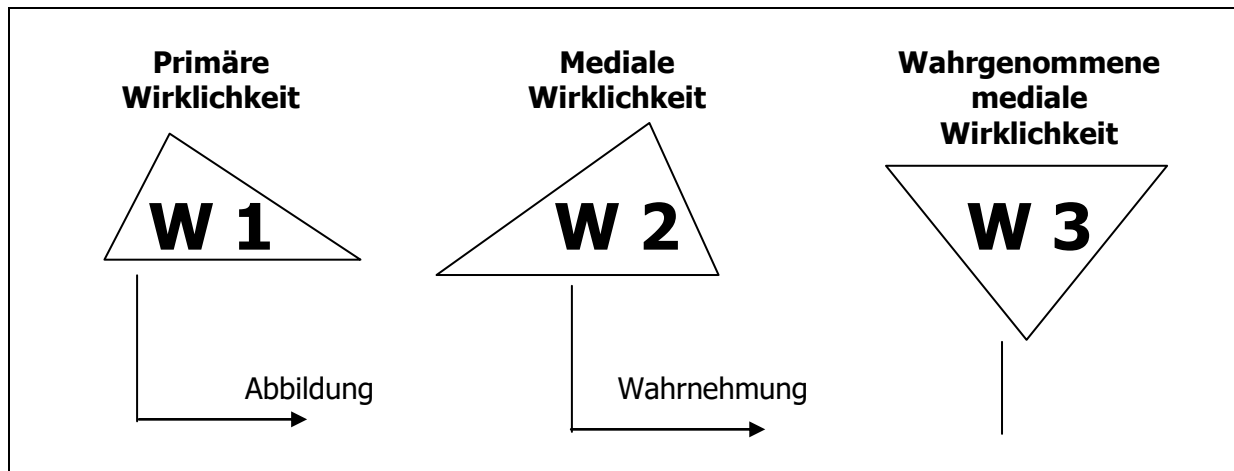 Primäre
Wirklichkeit
W 1
Abbildung
Mediale
Wirklichkeit
W 2
Wahrnehmung
Wahrgenommene
mediale
Wirklichkeit
W 3